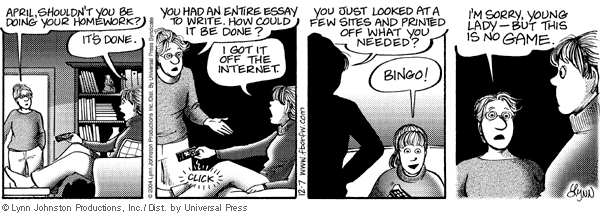 APRIL, SHOULDN'T YOU BE
DOING YOUR HOMEWORK?
IT'S DONE.
© 2004 Lynn Johnston Productions, Inc./Dist. by Universal Press Syndicate
YOU HAD AN ENTIRE ESSAY
TO WRITE. HOW COULD
IT BE DONE?
I GOT IT
OFF THE
INTERNET.
CLICK
12-7 www.fborfw.com
YOU JUST LOOKED AT A
FEW SITES AND PRINTED
OFF WHAT YOU
NEEDED?
BINGO!
I'M SORRY, YOUNG
LADY—BUT THIS
IS NO GAME.
Lynn
© Lynn Johnston Productions, Inc./ Dist. by Universal Press